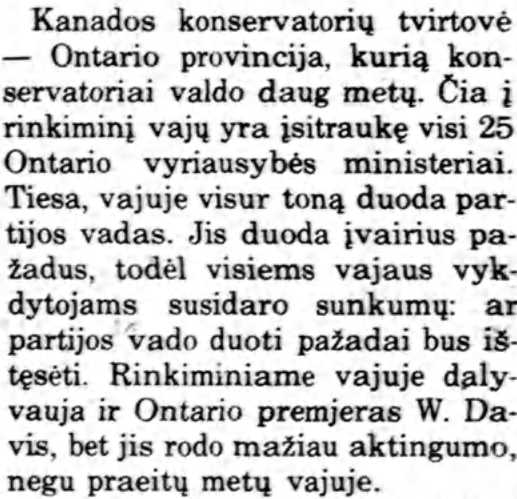 Kanados konservatorių tvirtovė
— Ontario provincija, kurią kon-
servatoriai valdo daug metų. Čia į
rinkiminį vajų yra įsitraukę visi 25
Ontario vyriausybės ministeriai.
Tiesa, vajuje visur toną duoda par-
tijos vadas. Jis duoda įvairius pa-
žadus, todėl visiems vajaus vyk-
dytojams susidaro sunkumų: ar
partijos vado duoti pažadai bus iš-
tęsėti. Rinkiminiame vajuje daly-
vauja ir Ontario premjeras W. Da-
vis, bet jis rodo mažiau aktingumo,
negu praeitų metų vajuje.